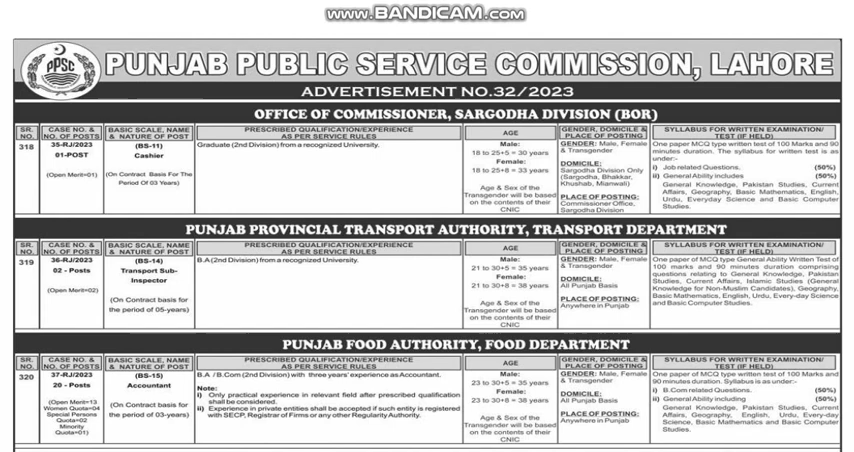 www.BANDICAM.com
PPSC
PUNJAB PUBLIC SERVICE COMMISSION, LAHORE
ADVERTISEMENT NO.32/2023
OFFICE OF COMMISSIONER, SARGODHA DIVISION (BOR)
SR. NO.
CASE NO. & NO. OF POSTS
BASIC SCALE, NAME & NATURE OF POST
PRESCRIBED QUALIFICATION/EXPERIENCE
AS PER SERVICE RULES
AGE
GENDER, DOMICILE & PLACE OF POSTING
SYLLABUS FOR WRITTEN EXAMINATION/ TEST (IF HELD)
318
35-RJ/2023
01-POST
(Open Merit=01)
(BS-11)
Cashier
(On Contract Basis For The
Period Of 03 Years)
Graduate (2nd Division) from a recognized University.
Male:
18 to 25+5 = 30 years
Female:
18 to 25+8 = 33 years
Age & Sex of the
Transgender will be based
on the contents of their
CNIC
GENDER: Male, Female
& Transgender
DOMICILE:
Sargodha Division Only
(Sargodha, Bhakkar,
Khushab, Mianwali)
PLACE OF POSTING:
Commissioner Office,
Sargodha Division
One paper MCQ type written test of 100 Marks and 90
minutes duration. The syllabus for written test is as
under:-
i) Job related Questions. (50%)
ii) General Ability includes (50%)
General Knowledge, Pakistan Studies, Current
Affairs, Geography, Basic Mathematics, English,
Urdu, Everyday Science and Basic Computer
Studies.
PUNJAB PROVINCIAL TRANSPORT AUTHORITY, TRANSPORT DEPARTMENT
SR. NO.
CASE NO. & NO. OF POSTS
BASIC SCALE, NAME & NATURE OF POST
PRESCRIBED QUALIFICATION/EXPERIENCE
AS PER SERVICE RULES
AGE
GENDER, DOMICILE & PLACE OF POSTING
SYLLABUS FOR WRITTEN EXAMINATION/ TEST (IF HELD)
319
36-RJ/2023
02 - Posts
(Open Merit=02)
(BS-14)
Transport Sub-
Inspector
(On Contract basis for
the period of 05-years)
B.A (2nd Division) from a recognized University.
Male:
21 to 30+5 = 35 years
Female:
21 to 30+8 = 38 years
Age & Sex of the
Transgender will be based
on the contents of their
CNIC
GENDER: Male, Female
& Transgender
DOMICILE:
All Punjab Basis
PLACE OF POSTING:
Anywhere in Punjab
One paper of MCQ type General Ability Written Test of
100 marks and 90 minutes duration comprising
questions relating to General Knowledge, Pakistan
Studies, Current Affairs, Islamic Studies (General
Knowledge for Non-Muslim Candidates), Geography,
Basic Mathematics, English, Urdu, Every-day Science
and Basic Computer Studies.
PUNJAB FOOD AUTHORITY, FOOD DEPARTMENT
SR. NO.
CASE NO. & NO. OF POSTS
BASIC SCALE, NAME & NATURE OF POST
PRESCRIBED QUALIFICATION/EXPERIENCE
AS PER SERVICE RULES
AGE
GENDER, DOMICILE & PLACE OF POSTING
SYLLABUS FOR WRITTEN EXAMINATION/ TEST (IF HELD)
320
37-RJ/2023
20 - Posts
(Open Merit=13
Women Quota=04
Special Persons
Quota=02
Minority
Quota=01)
(BS-15)
Accountant
(On Contract basis for
the period of 03-years)
B.A / B.Com (2nd Division) with three years' experience as Accountant.
Note:
i) Only practical experience in relevant field after prescribed qualification
shall be considered.
ii) Experience in private entities shall be accepted if such entity is registered
with SECP, Registrar of Firms or any other Regularity Authority.
Male:
23 to 30+5 = 35 years
Female:
23 to 30+8 = 38 years
Age & Sex of the
Transgender will be based
on the contents of their
CNIC
GENDER: Male, Female
& Transgender
DOMICILE:
All Punjab Basis
PLACE OF POSTING:
Anywhere in Punjab
One paper of MCQ type written test of 100 Marks and
90 minutes duration. Syllabus is as under:-
i) B.Com related Questions. (50%)
ii) General Ability including (50%)
General Knowledge, Pakistan Studies, Current
Affairs, Geography, English, Urdu, Every-day
Science, Basic Mathematics and Basic Computer
Studies.